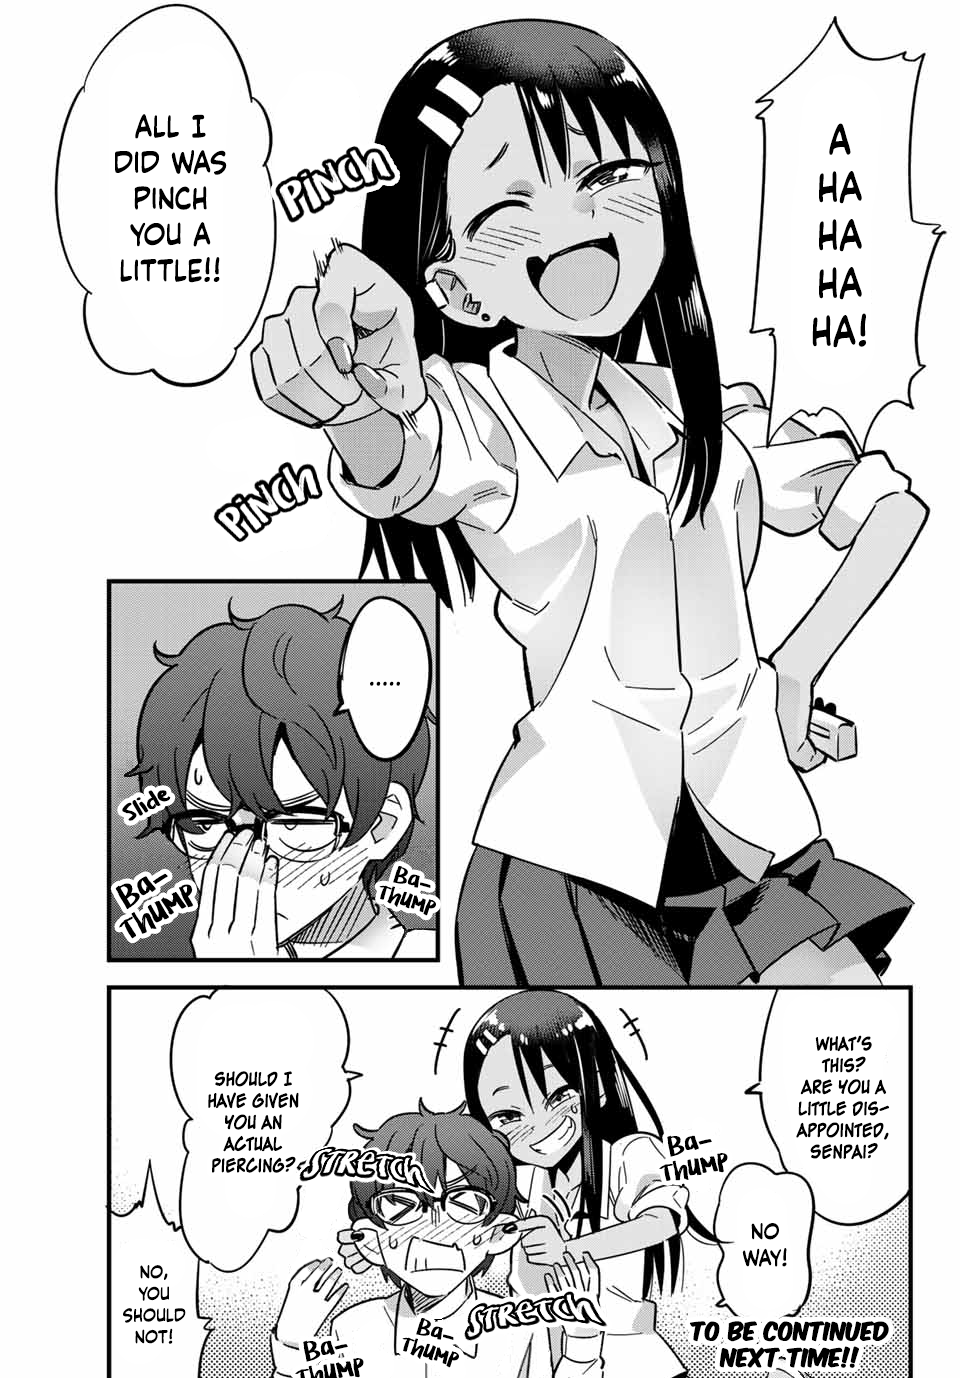 A
HA
HA
HA
HA!
PINCH
ALL I
DID WAS
PINCH
YOU A
LITTLE!!
PINCH
.....
SLIDE
BA-
THUMP
BA-
THUMP
WHAT'S
THIS?
ARE YOU A
LITTLE DIS-
APPOINTED,
SENPAI?
SHOULD I
HAVE GIVEN
YOU AN
ACTUAL
PIERCING?
STRETCH
BA-
THUMP
NO
WAY!
NO,
YOU
SHOULD
NOT!
STRETCH
BA-
THUMP
BA-
THUMP
BA-
THUMP
TO BE CONTINUED
NEXT TIME!!